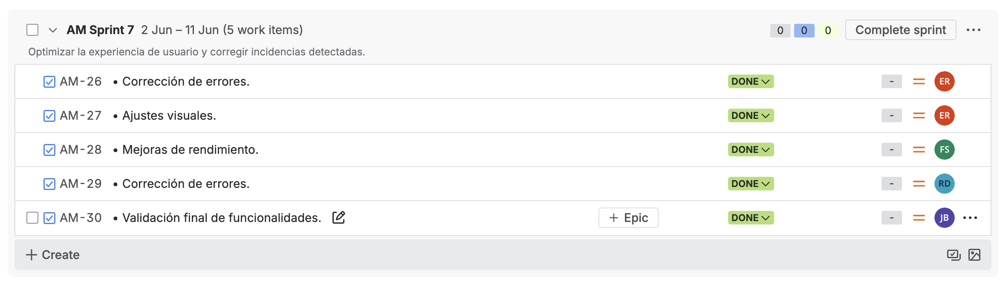 AM Sprint 7 2 Jun – 11 Jun (5 work items) 0 0 0 Complete sprint
Optimizar la experiencia de usuario y corregir incidencias detectadas.
AM-26 • Corrección de errores. DONE - ER
AM-27 • Ajustes visuales. DONE - ER
AM-28 • Mejoras de rendimiento. DONE - FS
AM-29 • Corrección de errores. DONE - RD
AM-30 • Validación final de funcionalidades. + Epic DONE - JB
+ Create